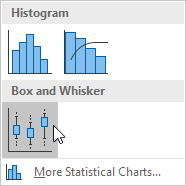 Histogram
Box and Whisker
More Statistical Charts...